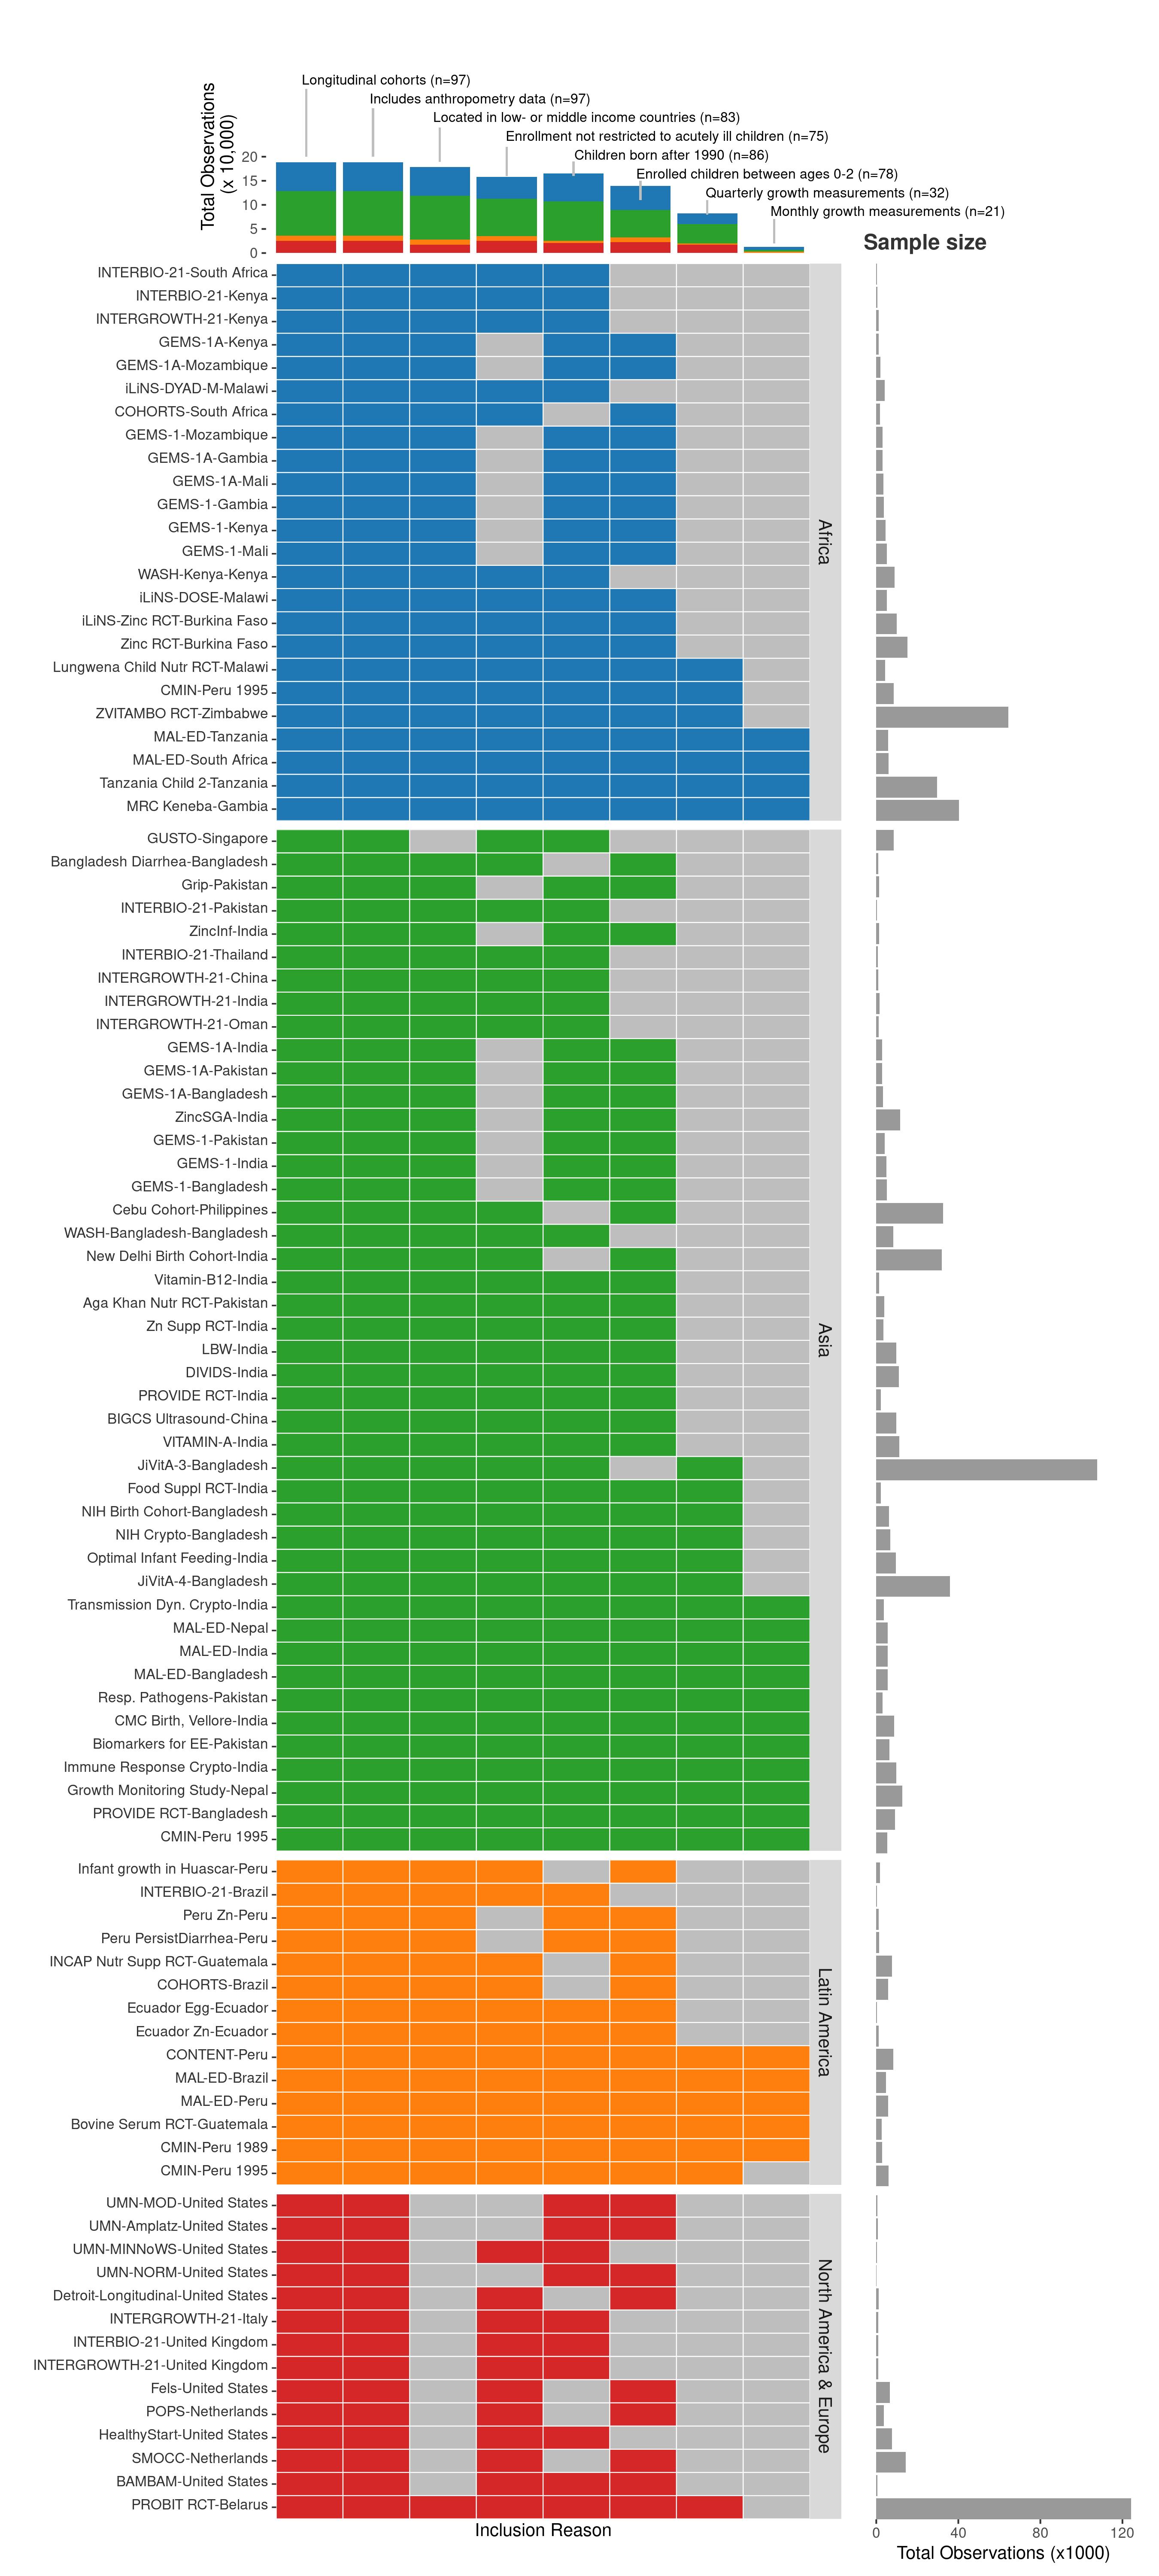 Longitudinal cohorts (n=97)
Includes anthropometry data (n=97)
Located in low- or middle income countries (n=83)
Enrollment not restricted to acutely ill children (n=75)
Children born after 1990 (n=86)
Enrolled children between ages 0-2 (n=78)
Quarterly growth measurements (n=32)
Monthly growth measurements (n=21)
Total Observations
(x 10,000)
20
15
10
5
0
Sample size
INTERBIO-21-South Africa
INTERBIO-21-Kenya
INTERGROWTH-21-Kenya
GEMS-1A-Kenya
GEMS-1A-Mozambique
iLiNS-DYAD-M-Malawi
COHORTS-South Africa
GEMS-1-Mozambique
GEMS-1A-Gambia
GEMS-1A-Mali
GEMS-1-Gambia
GEMS-1-Kenya
GEMS-1-Mali
WASH-Kenya-Kenya
iLiNS-DOSE-Malawi
iLiNS-Zinc RCT-Burkina Faso
Zinc RCT-Burkina Faso
Lungwena Child Nutr RCT-Malawi
CMIN-Peru 1995
ZVITAMBO RCT-Zimbabwe
MAL-ED-Tanzania
MAL-ED-South Africa
Tanzania Child 2-Tanzania
MRC Keneba-Gambia
Africa
GUSTO-Singapore
Bangladesh Diarrhea-Bangladesh
Grip-Pakistan
INTERBIO-21-Pakistan
ZincInf-India
INTERBIO-21-Thailand
INTERGROWTH-21-China
INTERGROWTH-21-India
INTERGROWTH-21-Oman
GEMS-1A-India
GEMS-1A-Pakistan
GEMS-1A-Bangladesh
ZincSGA-India
GEMS-1-Pakistan
GEMS-1-India
GEMS-1-Bangladesh
Cebu Cohort-Philippines
WASH-Bangladesh-Bangladesh
New Delhi Birth Cohort-India
Vitamin-B12-India
Aga Khan Nutr RCT-Pakistan
Zn Supp RCT-India
LBW-India
DIVIDS-India
PROVIDE RCT-India
BIGCS Ultrasound-China
VITAMIN-A-India
JiVitA-3-Bangladesh
Food Suppl RCT-India
NIH Birth Cohort-Bangladesh
NIH Crypto-Bangladesh
Optimal Infant Feeding-India
JiVitA-4-Bangladesh
Transmission Dyn. Crypto-India
MAL-ED-Nepal
MAL-ED-India
MAL-ED-Bangladesh
Resp. Pathogens-Pakistan
CMC Birth, Vellore-India
Biomarkers for EE-Pakistan
Immune Response Crypto-India
Growth Monitoring Study-Nepal
PROVIDE RCT-Bangladesh
CMIN-Peru 1995
Asia
Infant growth in Huascar-Peru
INTERBIO-21-Brazil
Peru Zn-Peru
Peru PersistDiarrhea-Peru
INCAP Nutr Supp RCT-Guatemala
COHORTS-Brazil
Ecuador Egg-Ecuador
Ecuador Zn-Ecuador
CONTENT-Peru
MAL-ED-Brazil
MAL-ED-Peru
Bovine Serum RCT-Guatemala
CMIN-Peru 1989
CMIN-Peru 1995
Latin America
UMN-MOD-United States
UMN-Amplatz-United States
UMN-MINNoWS-United States
UMN-NORM-United States
Detroit-Longitudinal-United States
INTERGROWTH-21-Italy
INTERBIO-21-United Kingdom
INTERGROWTH-21-United Kingdom
Fels-United States
POPS-Netherlands
HealthyStart-United States
SMOCC-Netherlands
BAMBAM-United States
PROBIT RCT-Belarus
North America & Europe
Inclusion Reason
0 40 80 120
Total Observations (x1000)